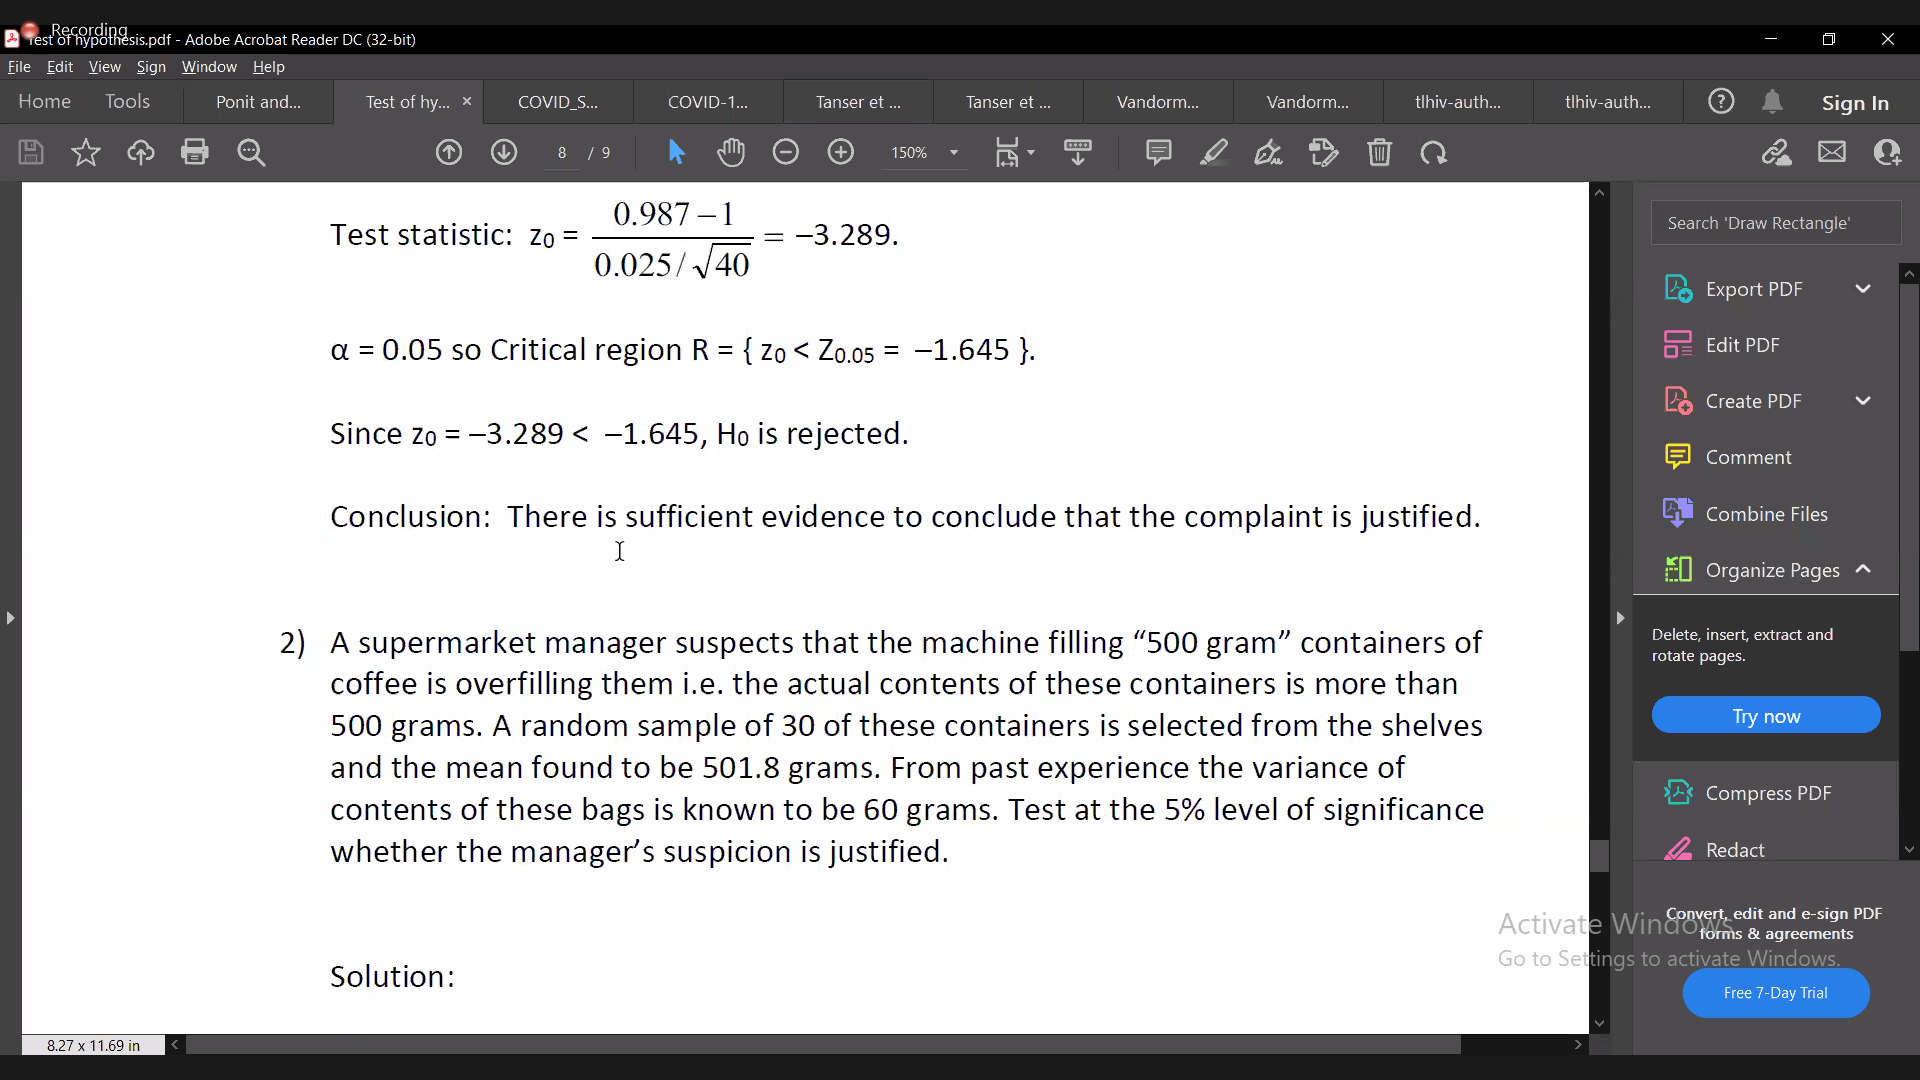 Recording
Test of hypothesis.pdf - Adobe Acrobat Reader DC (32-bit)
File Edit View Sign Window Help
Home Tools Ponit and... Test of hy... × COVID_S... COVID-1... Tanser et ... Tanser et ... Vandorm... Vandorm... tlhiv-auth... tlhiv-auth... Sign In
8 / 9 150%
Test statistic: z₀ = (0.987 – 1) / (0.025 / √40) = –3.289.
α = 0.05 so Critical region R = { z₀ < Z₀.₀₅ = –1.645 }.
Since z₀ = –3.289 < –1.645, H₀ is rejected.
Conclusion: There is sufficient evidence to conclude that the complaint is justified.
2) A supermarket manager suspects that the machine filling “500 gram” containers of
coffee is overfilling them i.e. the actual contents of these containers is more than
500 grams. A random sample of 30 of these containers is selected from the shelves
and the mean found to be 501.8 grams. From past experience the variance of
contents of these bags is known to be 60 grams. Test at the 5% level of significance
whether the manager’s suspicion is justified.
Solution:
8.27 x 11.69 in
Search 'Draw Rectangle'
Export PDF
Edit PDF
Create PDF
Comment
Combine Files
Organize Pages
Delete, insert, extract and
rotate pages.
Try now
Compress PDF
Redact
Convert, edit and e-sign PDF
forms & agreements
Free 7-Day Trial
Activate Windows
Go to Settings to activate Windows.